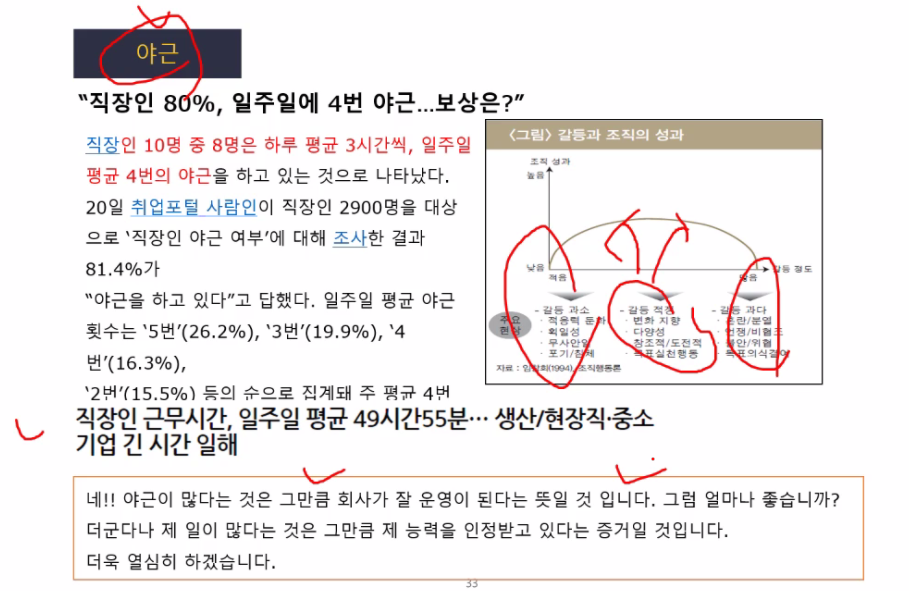 야근
“직장인 80%, 일주일에 4번 야근…보상은?”
직장인 10명 중 8명은 하루 평균 3시간씩, 일주일
평균 4번의 야근을 하고 있는 것으로 나타났다.
20일 취업포털 사람인이 직장인 2900명을 대상
으로 ‘직장인 야근 여부’에 대해 조사한 결과
81.4%가
“야근을 하고 있다”고 답했다. 일주일 평균 야근
횟수는 ‘5번’(26.2%), ‘3번’(19.9%), ‘4
번’(16.3%),
‘2번’(15.5%) 등의 순으로 집계돼 주 평균 4번
<그림> 갈등과 조직의 성과
조직 성과
높음
낮음
적음
많음
갈등 정도
주요
현상
- 갈등 과소
· 적응력 둔화
· 획일성
· 무사안일
· 포기/침체
- 갈등 적정
· 변화 지향
· 다양성
· 창조적/도전적
· 목표실천행동
- 갈등 과다
· 혼란/분열
· 언쟁/비협조
· 불안/위협
· 목표의식결여
자료 : (1994), 조직행동론
직장인 근무시간, 일주일 평균 49시간55분… 생산/현장직·중소
기업 긴 시간 일해
네!! 야근이 많다는 것은 그만큼 회사가 잘 운영이 된다는 뜻일 것 입니다. 그럼 얼마나 좋습니까?
더군다나 제 일이 많다는 것은 그만큼 제 능력을 인정받고 있다는 증거일 것입니다.
더욱 열심히 하겠습니다.
33